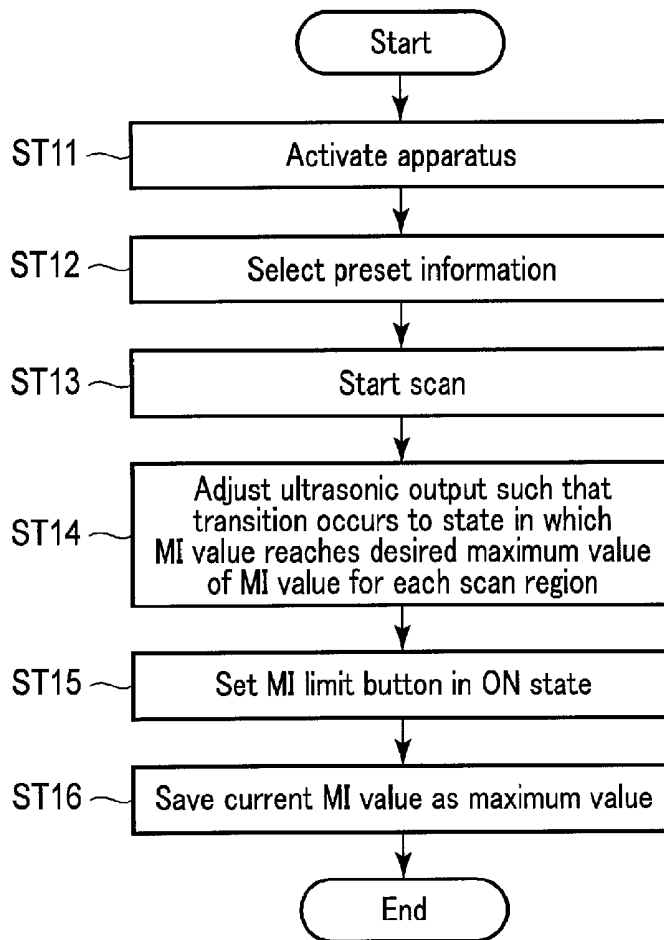 Start
ST11
Activate apparatus
ST12
Select preset information
ST13
Start scan
ST14
Adjust ultrasonic output such that
transition occurs to state in which
MI value reaches desired maximum value
of MI value for each scan region
ST15
Set MI limit button in ON state
ST16
Save current MI value as maximum value
End